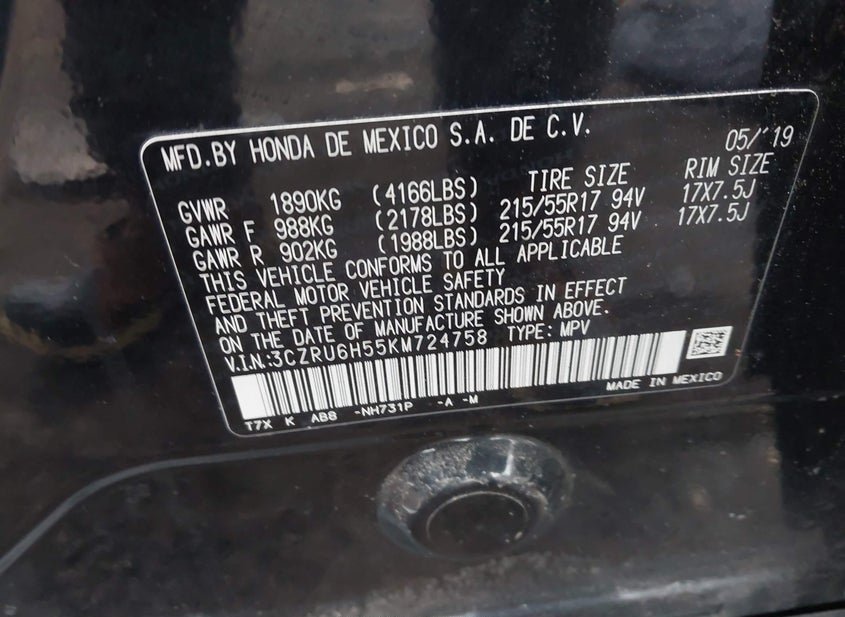 MFD.BY HONDA DE MEXICO S.A. DE C.V. 05/'19
TIRE SIZE RIM SIZE
GVWR 1890KG (4166LBS)
GAWR F 988KG (2178LBS) 215/55R17 94V 17X7.5J
GAWR R 902KG (1988LBS) 215/55R17 94V 17X7.5J
THIS VEHICLE CONFORMS TO ALL APPLICABLE
FEDERAL MOTOR VEHICLE SAFETY
AND THEFT PREVENTION STANDARDS IN EFFECT
ON THE DATE OF MANUFACTURE SHOWN ABOVE.
V.I.N:3CZRU6H55KM724758 TYPE: MPV
MADE IN MEXICO
T7X K AB8 -NH731P -A -M